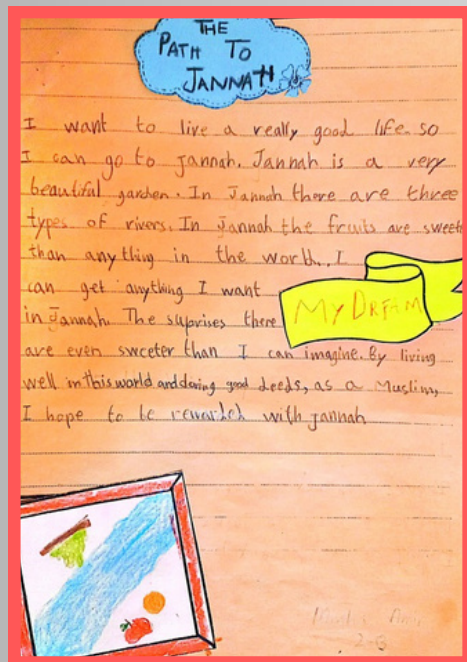 THE
PATH TO
JANNAH
I want to live a really good life. so
I can go to jannah. Jannah is a very
beautiful garden. In Jannah there are three
types of rivers. In Jannah the fruits are sweet
than anything in the world. I
can get anything I want
MY DREAM
in Jannah. The suprises there
are even sweeter than I can imagine. By living
well in this world and doring good deeds, as a Muslim,
I hope to be rewarded with jannah
2-B